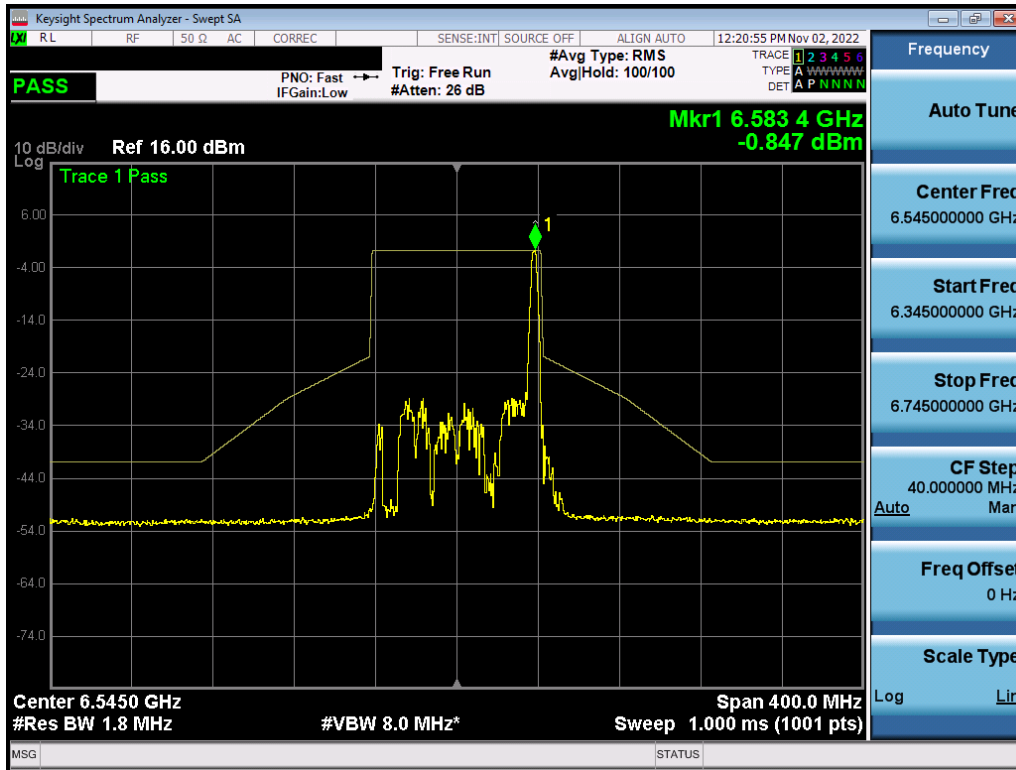 Keysight Spectrum Analyzer - Swept SA
LXI RL RF 50 Ω AC CORREC SENSE:INT SOURCE OFF ALIGN AUTO 12:20:55 PM Nov 02, 2022
PASS
PNO: Fast
IFGain:Low
Trig: Free Run
#Atten: 26 dB
#Avg Type: RMS
Avg|Hold: 100/100
TRACE 1 2 3 4 5 6
TYPE A WWWWW
DET A P N N N N
Frequency
Mkr1 6.583 4 GHz
-0.847 dBm
10 dB/div Ref 16.00 dBm
Log
Trace 1 Pass
1
6.00
-4.00
-14.0
-24.0
-34.0
-44.0
-54.0
-64.0
-74.0
Center 6.5450 GHz
Span 400.0 MHz
#Res BW 1.8 MHz
#VBW 8.0 MHz*
Sweep 1.000 ms (1001 pts)
MSG
STATUS
Auto Tune
Center Freq
6.545000000 GHz
Start Freq
6.345000000 GHz
Stop Freq
6.745000000 GHz
CF Step
40.000000 MHz
Auto Man
Freq Offset
0 Hz
Scale Type
Log Lin